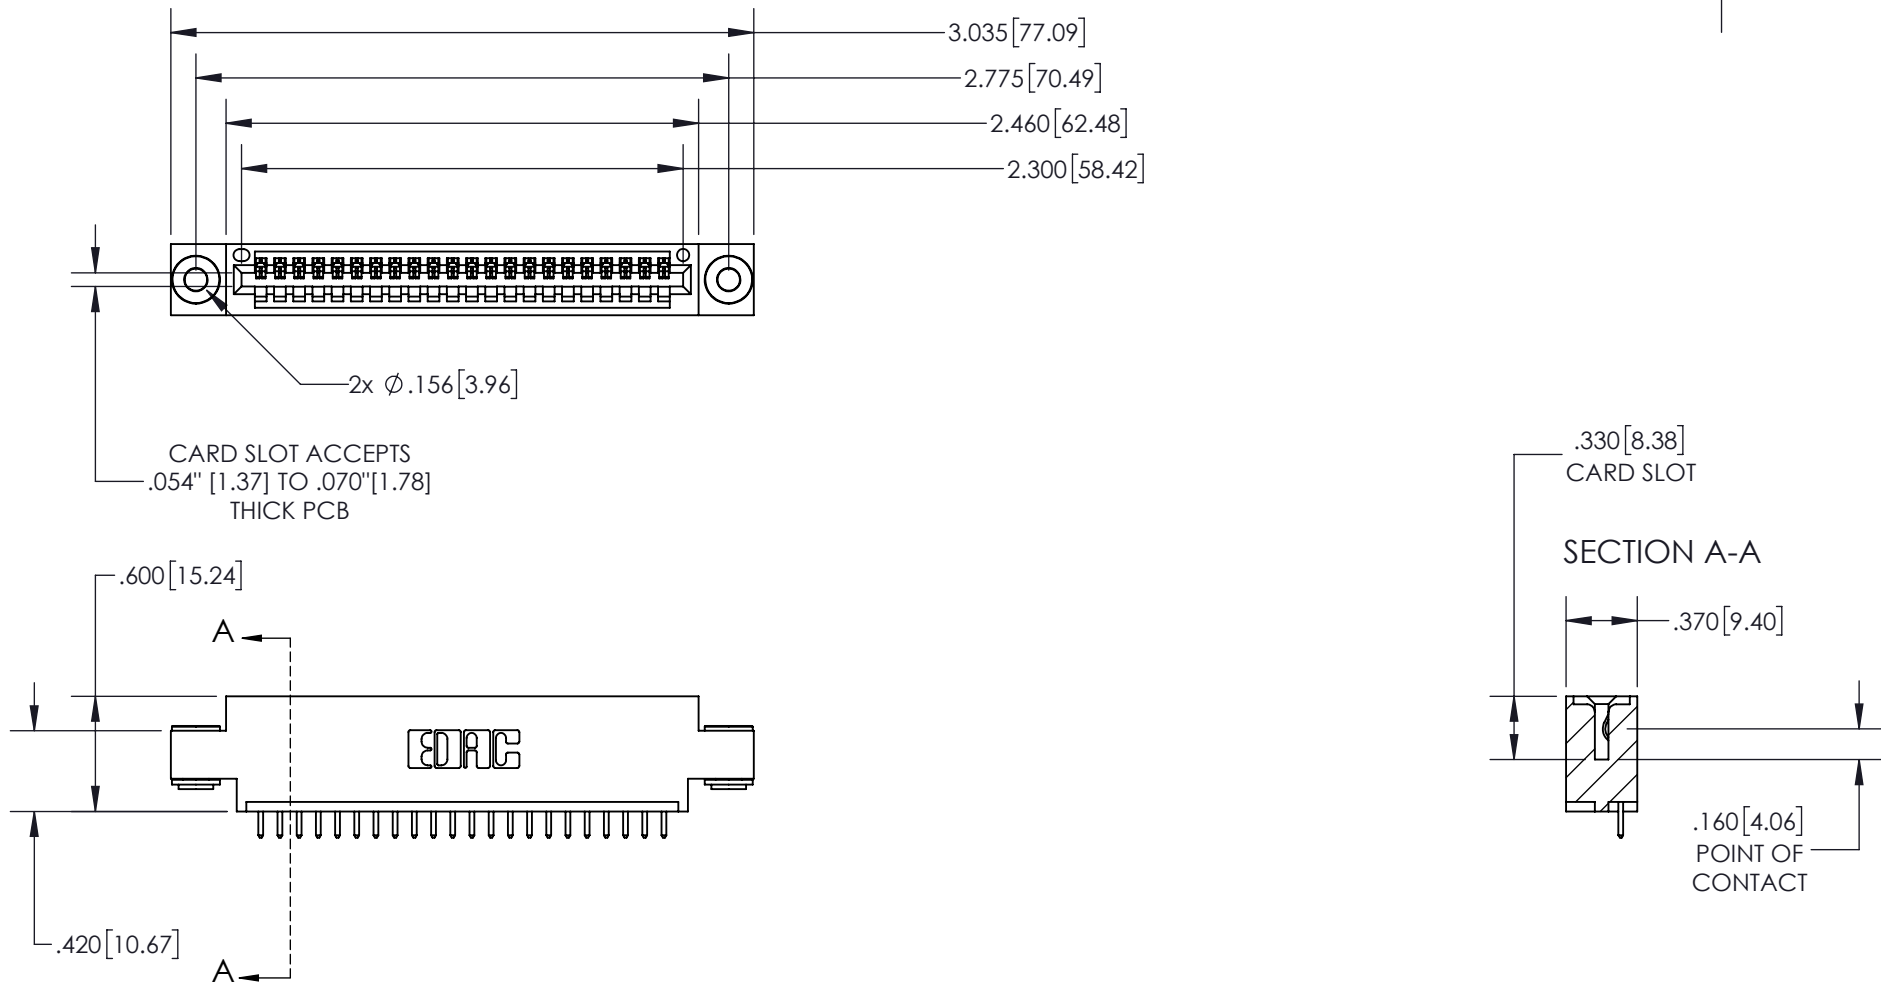 3.035[77.09]
2.775[70.49]
2.460[62.48]
2.300[58.42]
2x Ø.156[3.96]
CARD SLOT ACCEPTS
.054" [1.37] TO .070"[1.78]
THICK PCB
.330[8.38]
CARD SLOT
SECTION A-A
.600[15.24]
.370[9.40]
A
EDAC
.160[4.06]
POINT OF
CONTACT
.420[10.67]
A